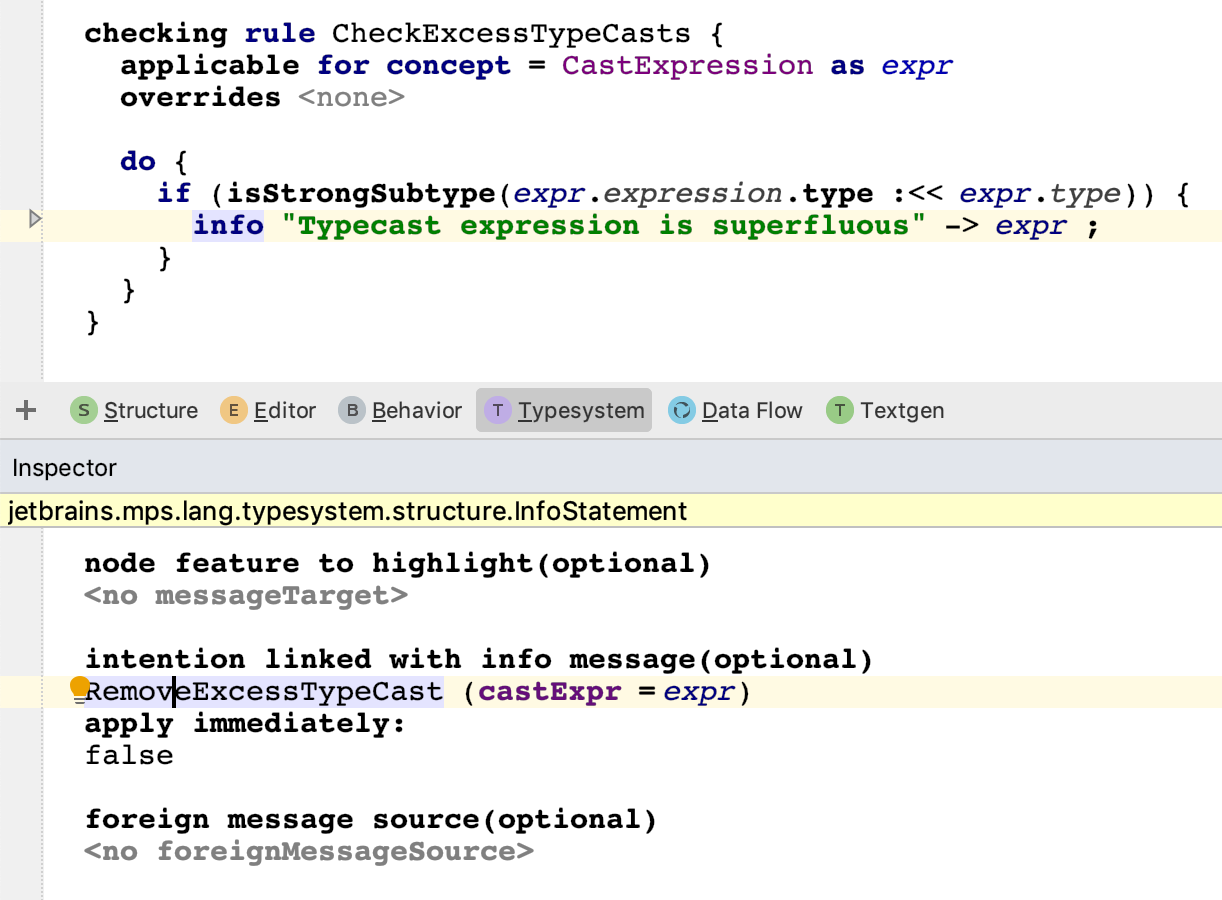 checking rule CheckExcessTypeCasts {
applicable for concept = CastExpression as expr
overrides <none>
do {
if (isStrongSubtype(expr.expression.type :<< expr.type)) {
info "Typecast expression is superfluous" -> expr ;
}
}
}
+ S Structure E Editor B Behavior T Typesystem Data Flow T Textgen
Inspector
jetbrains.mps.lang.typesystem.structure.InfoStatement
node feature to highlight(optional)
<no messageTarget>
intention linked with info message(optional)
RemoveExcessTypeCast (castExpr = expr)
apply immediately:
false
foreign message source(optional)
<no foreignMessageSource>